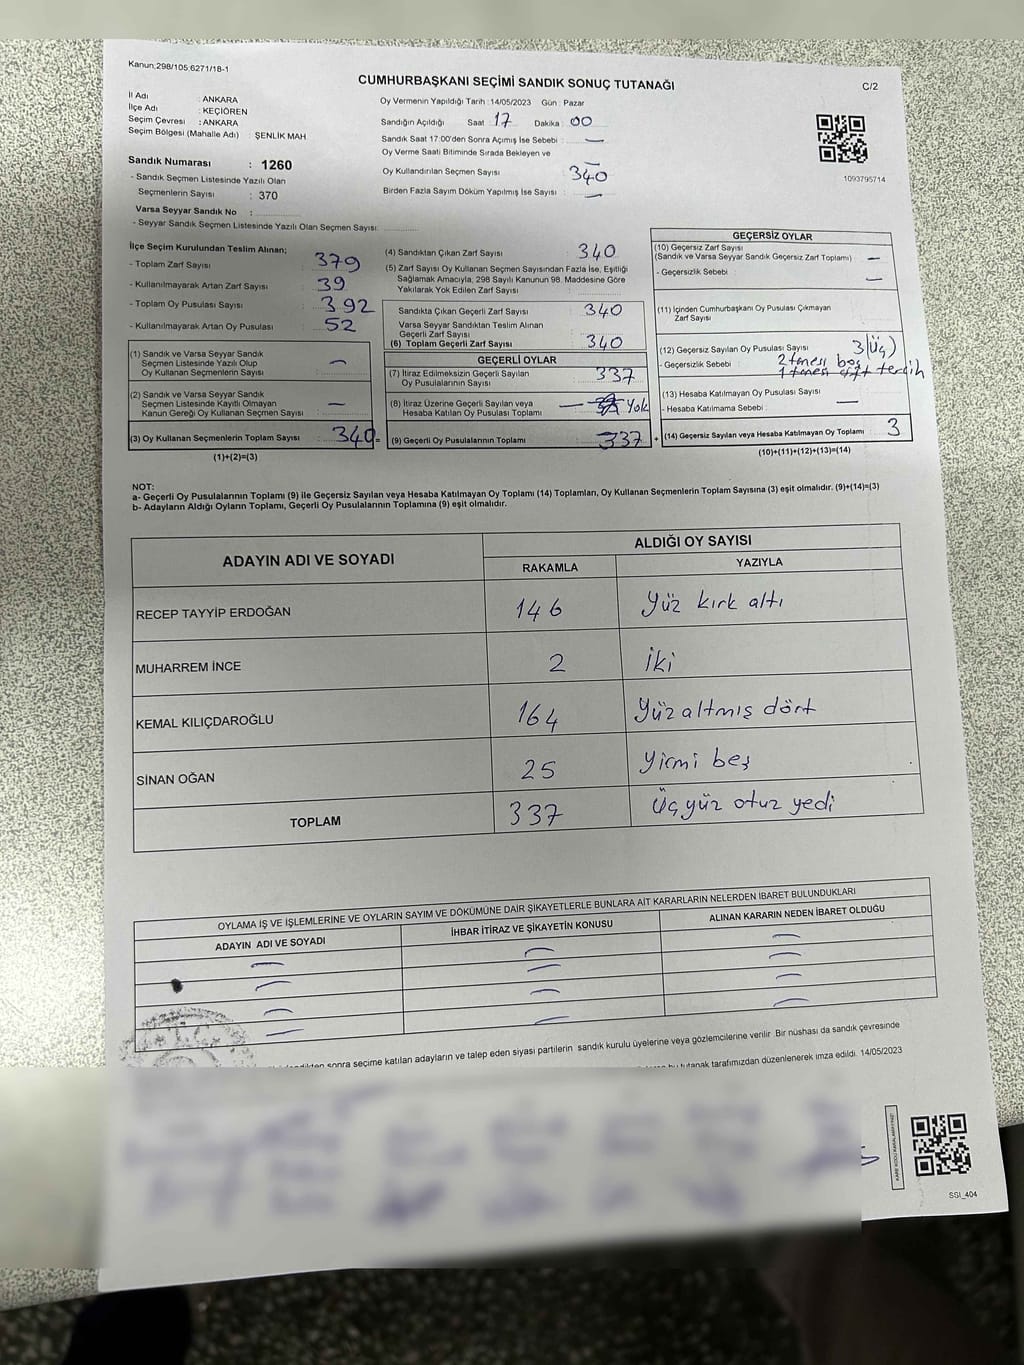 Kanun:298/105;6271/18-1
CUMHURBAŞKANI SEÇİMİ SANDIK SONUÇ TUTANAĞI
C/2
İl Adı : ANKARA
İlçe Adı : KEÇİÖREN
Seçim Çevresi : ANKARA
Seçim Bölgesi (Mahalle Adı) : ŞENLİK MAH
Sandık Numarası : 1260
- Sandık Seçmen Listesinde Yazılı Olan
Seçmenlerin Sayısı : 370
Varsa Seyyar Sandık No :
- Seyyar Sandık Seçmen Listesinde Yazılı Olan Seçmen Sayısı:
Oy Vermenin Yapıldığı Tarih :14/05/2023 Gün : Pazar
Sandığın Açıldığı Saat : 17 Dakika : 00
Sandık Saat 17:00'den Sonra Açımış İse Sebebi : —
Oy Verme Saati Bitiminde Sırada Bekleyen ve
Oy Kullandırılan Seçmen Sayısı : 340
Birden Fazla Sayım Döküm Yapılmış İse Sayısı : —
1093795714
İlçe Seçim Kurulundan Teslim Alınan;
- Toplam Zarf Sayısı : 379
- Kullanılmayarak Artan Zarf Sayısı : 39
- Toplam Oy Pusulası Sayısı : 392
- Kullanılmayarak Artan Oy Pusulası : 52
(1) Sandık ve Varsa Seyyar Sandık
Seçmen Listesinde Yazılı Olup
Oy Kullanan Seçmenlerin Sayısı : —
(2) Sandık ve Varsa Seyyar Sandık
Seçmen Listesinde Kayıtlı Olmayan
Kanun Gereği Oy Kullanan Seçmen Sayısı : —
(3) Oy Kullanan Seçmenlerin Toplam Sayısı : 340 =
(1)+(2)=(3)
(4) Sandıktan Çıkan Zarf Sayısı : 340
(5) Zarf Sayısı Oy Kullanan Seçmen Sayısından Fazla İse, Eşitliği
Sağlamak Amacıyla, 298 Sayılı Kanunun 98. Maddesine Göre
Yakılarak Yok Edilen Zarf Sayısı :
Sandıkta Çıkan Geçerli Zarf Sayısı : 340
Varsa Seyyar Sandıktan Teslim Alınan
Geçerli Zarf Sayısı :
(6) Toplam Geçerli Zarf Sayısı : 340
GEÇERLİ OYLAR
(7) İtiraz Edilmeksizin Geçerli Sayılan
Oy Pusulalarının Sayısı : 337
(8) İtiraz Üzerine Geçerli Sayılan veya
Hesaba Katılan Oy Pusulası Toplamı : — Yok
(9) Geçerli Oy Pusulalarının Toplamı : 337 +
GEÇERSİZ OYLAR
(10) Geçersiz Zarf Sayısı
(Sandık ve Varsa Seyyar Sandık Geçersiz Zarf Toplamı) : —
- Geçersizlik Sebebi : —
(11) İçinden Cumhurbaşkanı Oy Pusulası Çıkmayan
Zarf Sayısı :
(12) Geçersiz Sayılan Oy Pusulası Sayısı : 3 (Üç)
- Geçersizlik Sebebi : 2 tanesi boş
1 tanesi çift tercih
(13) Hesaba Katılmayan Oy Pusulası Sayısı : —
- Hesaba Katılmama Sebebi :
(14) Geçersiz Sayılan veya Hesaba Katılmayan Oy Toplamı : 3
(10)+(11)+(12)+(13)=(14)
NOT:
a- Geçerli Oy Pusulalarının Toplamı (9) ile Geçersiz Sayılan veya Hesaba Katılmayan Oy Toplamı (14) Toplamları, Oy Kullanan Seçmenlerin Toplam Sayısına (3) eşit olmalıdır. (9)+(14)=(3)
b- Adayların Aldığı Oyların Toplamı, Geçerli Oy Pusulalarının Toplamına (9) eşit olmalıdır.
ADAYIN ADI VE SOYADI
ALDIĞI OY SAYISI
RAKAMLA YAZIYLA
RECEP TAYYİP ERDOĞAN 146 Yüz kırk altı
MUHARREM İNCE 2 İki
KEMAL KILIÇDAROĞLU 164 Yüz altmış dört
SİNAN OĞAN 25 Yirmi beş
TOPLAM 337 Üç yüz otuz yedi
OYLAMA İŞ VE İŞLEMLERİNE VE OYLARIN SAYIM VE DÖKÜMÜNE DAİR ŞİKAYETLERLE BUNLARA AİT KARARLARIN NELERDEN İBARET BULUNDUKLARI
ADAYIN ADI VE SOYADI İHBAR İTİRAZ VE ŞİKAYETİN KONUSU ALINAN KARARIN NEDEN İBARET OLDUĞU
sonra seçime katılan adayların ve talep eden siyasi partilerin sandık kurulu üyelerine veya gözlemcilerine verilir. Bir nüshası da sandık çevresinde
bu tutanak tarafımızdan düzenlenerek imza edildi. 14/05/2023
SSI_404